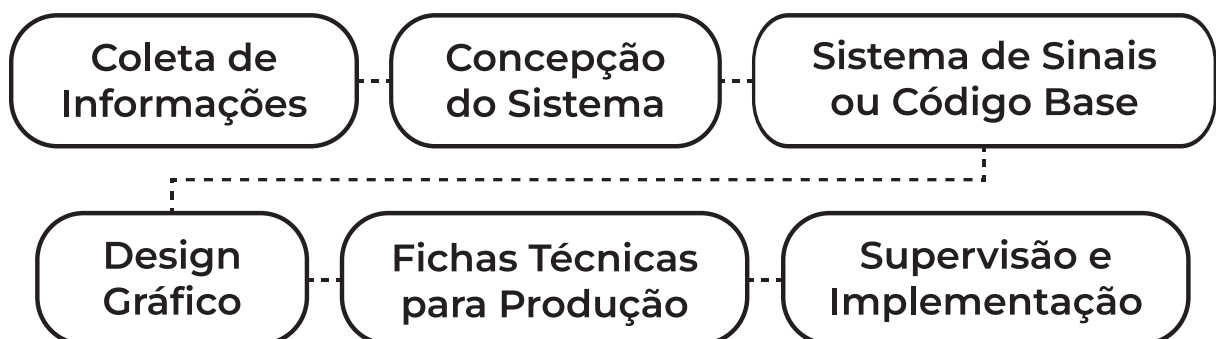 Coleta de
Informações
Concepção
do Sistema
Sistema de Sinais
ou Código Base
Design
Gráfico
Fichas Técnicas
para Produção
Supervisão e
Implementação